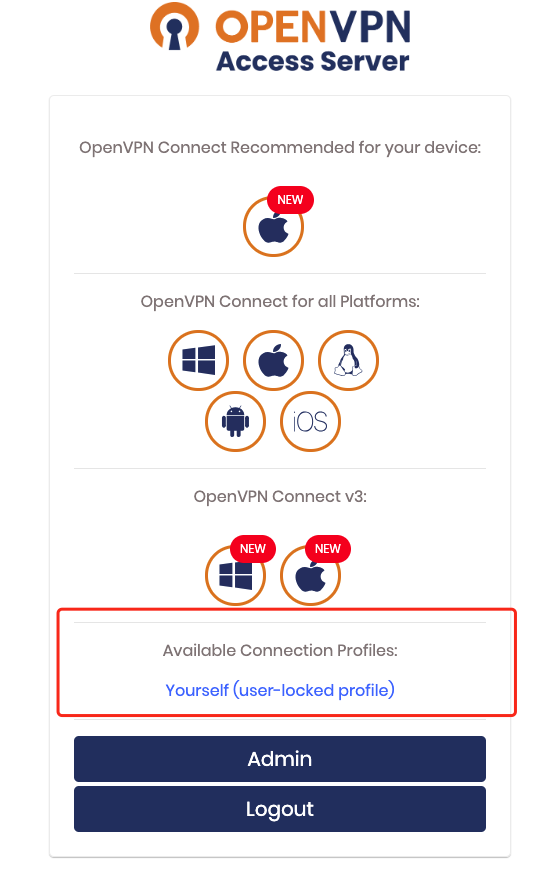 OPENVPN
Access Server
OpenVPN Connect Recommended for your device:
NEW
OpenVPN Connect for all Platforms:
iOS
OpenVPN Connect v3:
NEW NEW
Available Connection Profiles:
Yourself (user-locked profile)
Admin
Logout